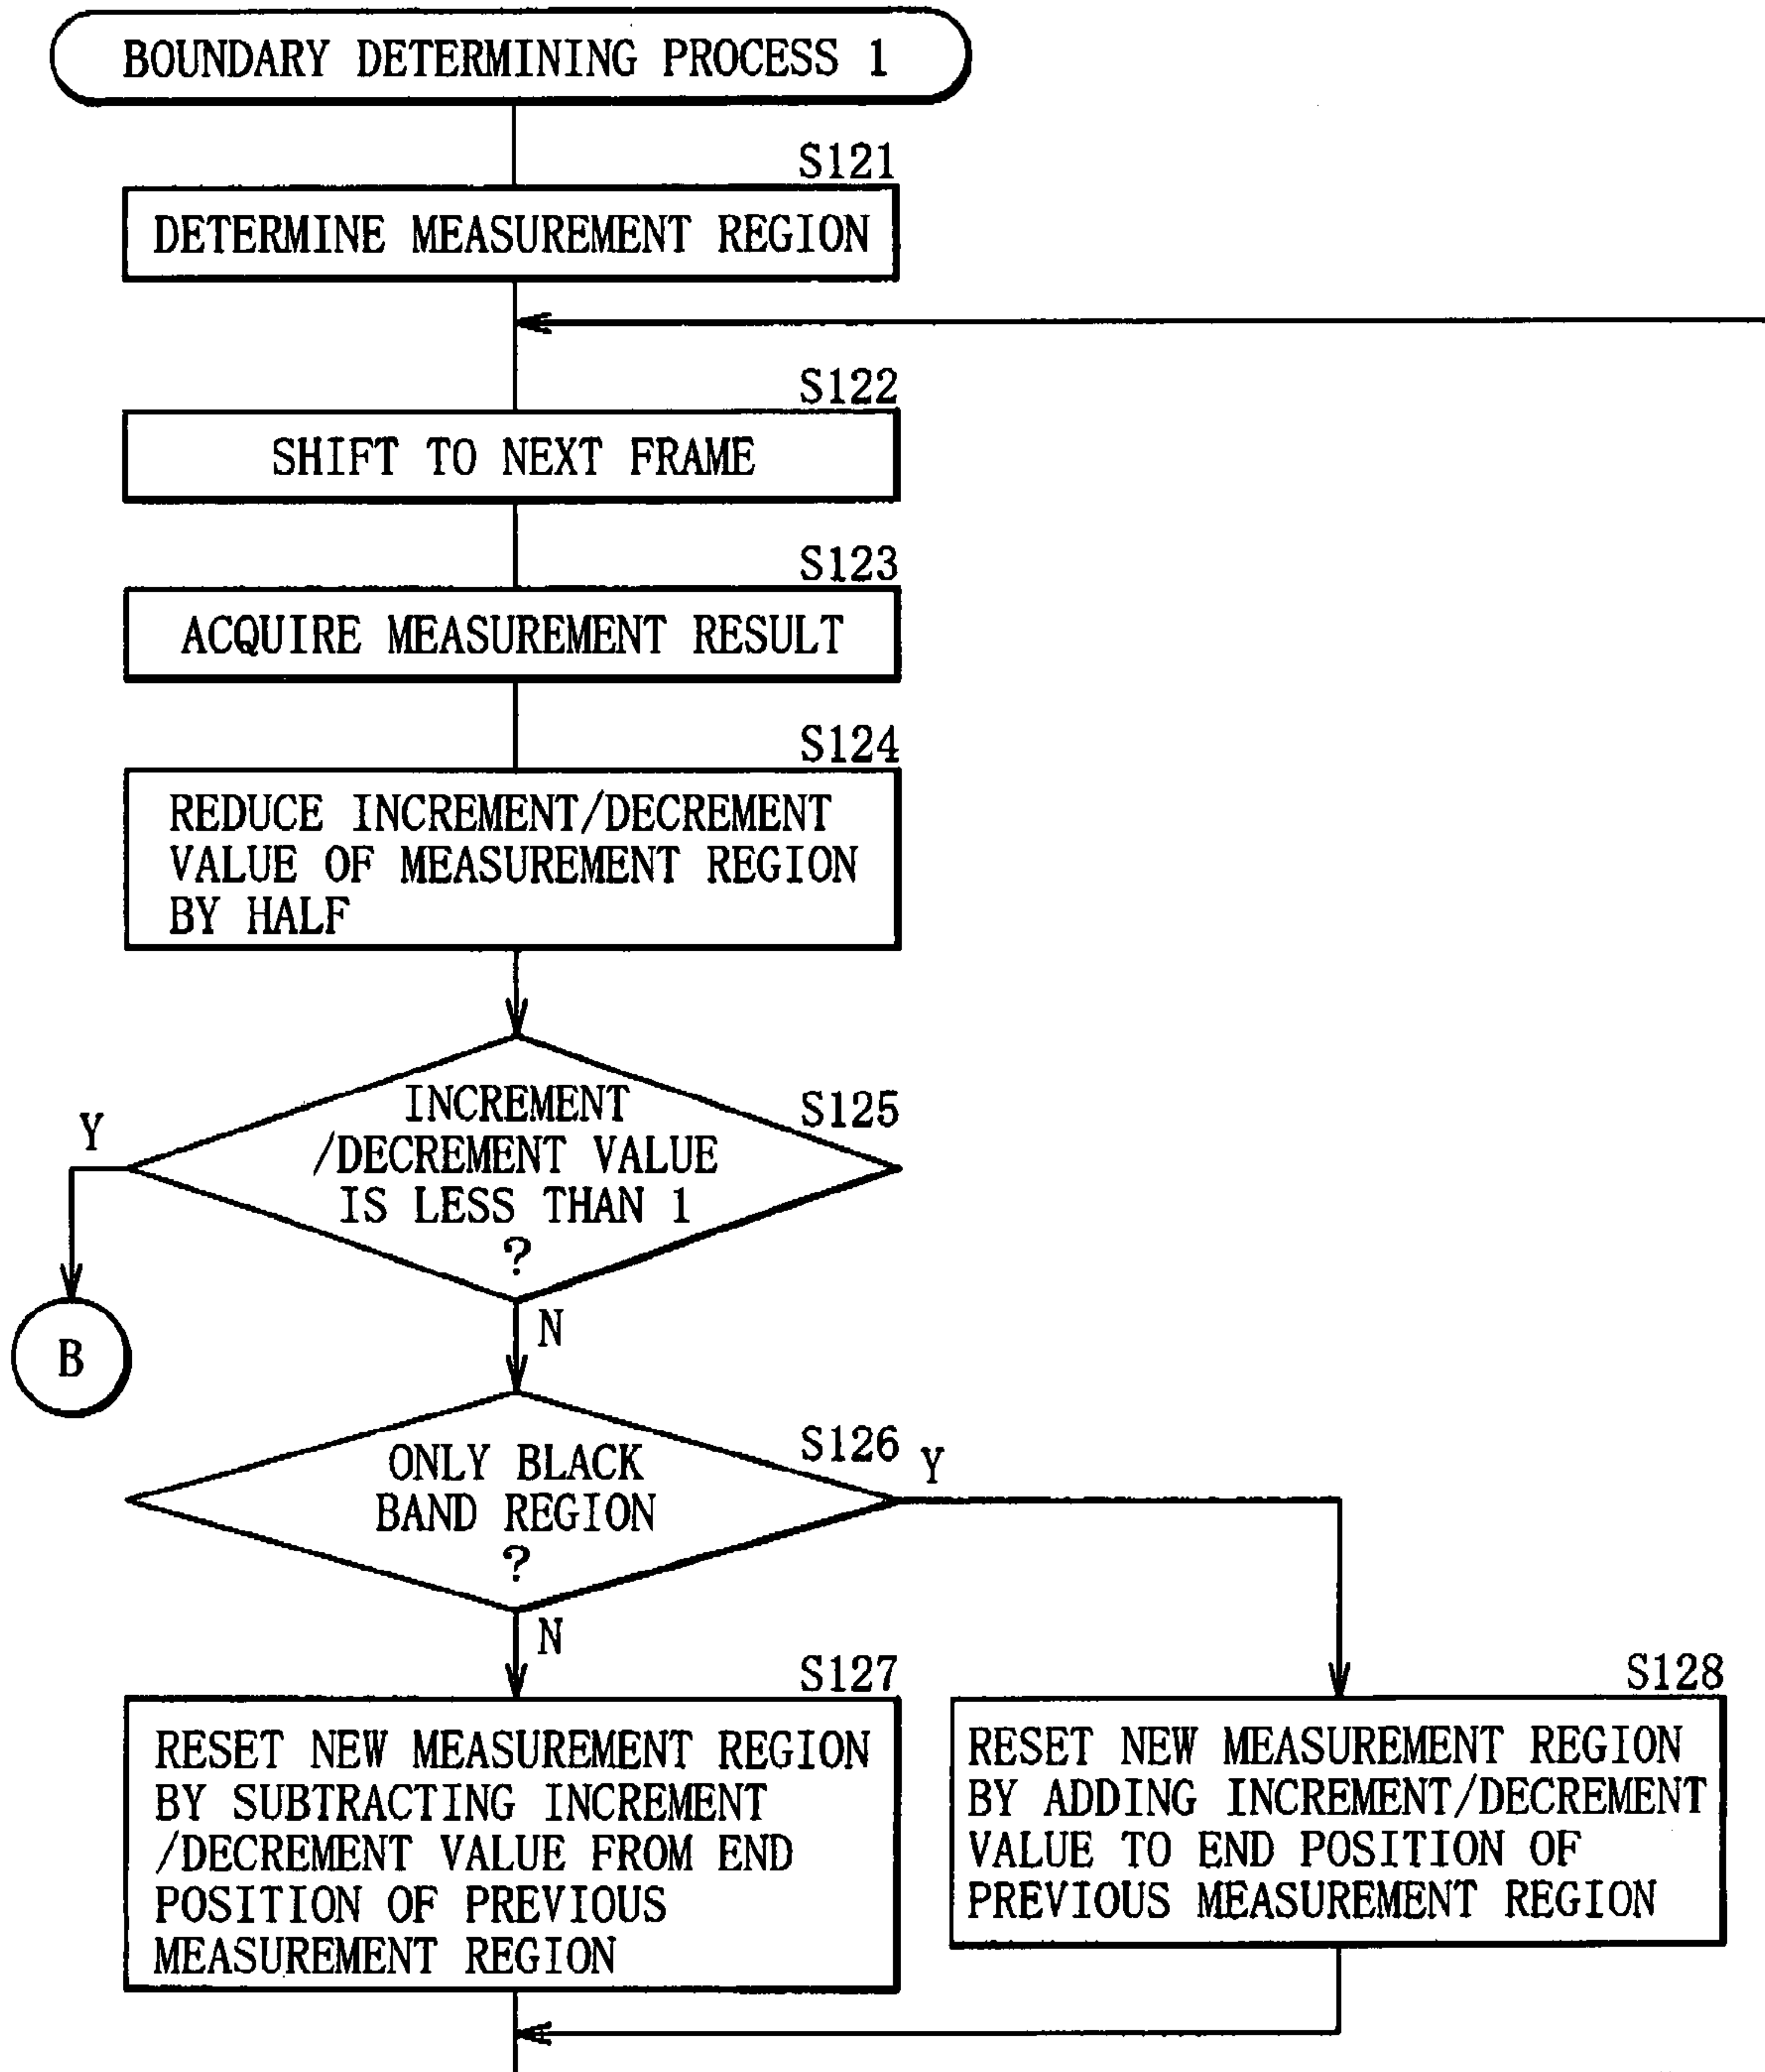 BOUNDARY DETERMINING PROCESS 1
S121
DETERMINE MEASUREMENT REGION
S122
SHIFT TO NEXT FRAME
S123
ACQUIRE MEASUREMENT RESULT
S124
REDUCE INCREMENT/DECREMENT
VALUE OF MEASUREMENT REGION
BY HALF
S125
INCREMENT
/DECREMENT VALUE
IS LESS THAN 1
?
Y
B
N
S126
ONLY BLACK
BAND REGION
?
Y
N
S127
RESET NEW MEASUREMENT REGION
BY SUBTRACTING INCREMENT
/DECREMENT VALUE FROM END
POSITION OF PREVIOUS
MEASUREMENT REGION
S128
RESET NEW MEASUREMENT REGION
BY ADDING INCREMENT/DECREMENT
VALUE TO END POSITION OF
PREVIOUS MEASUREMENT REGION